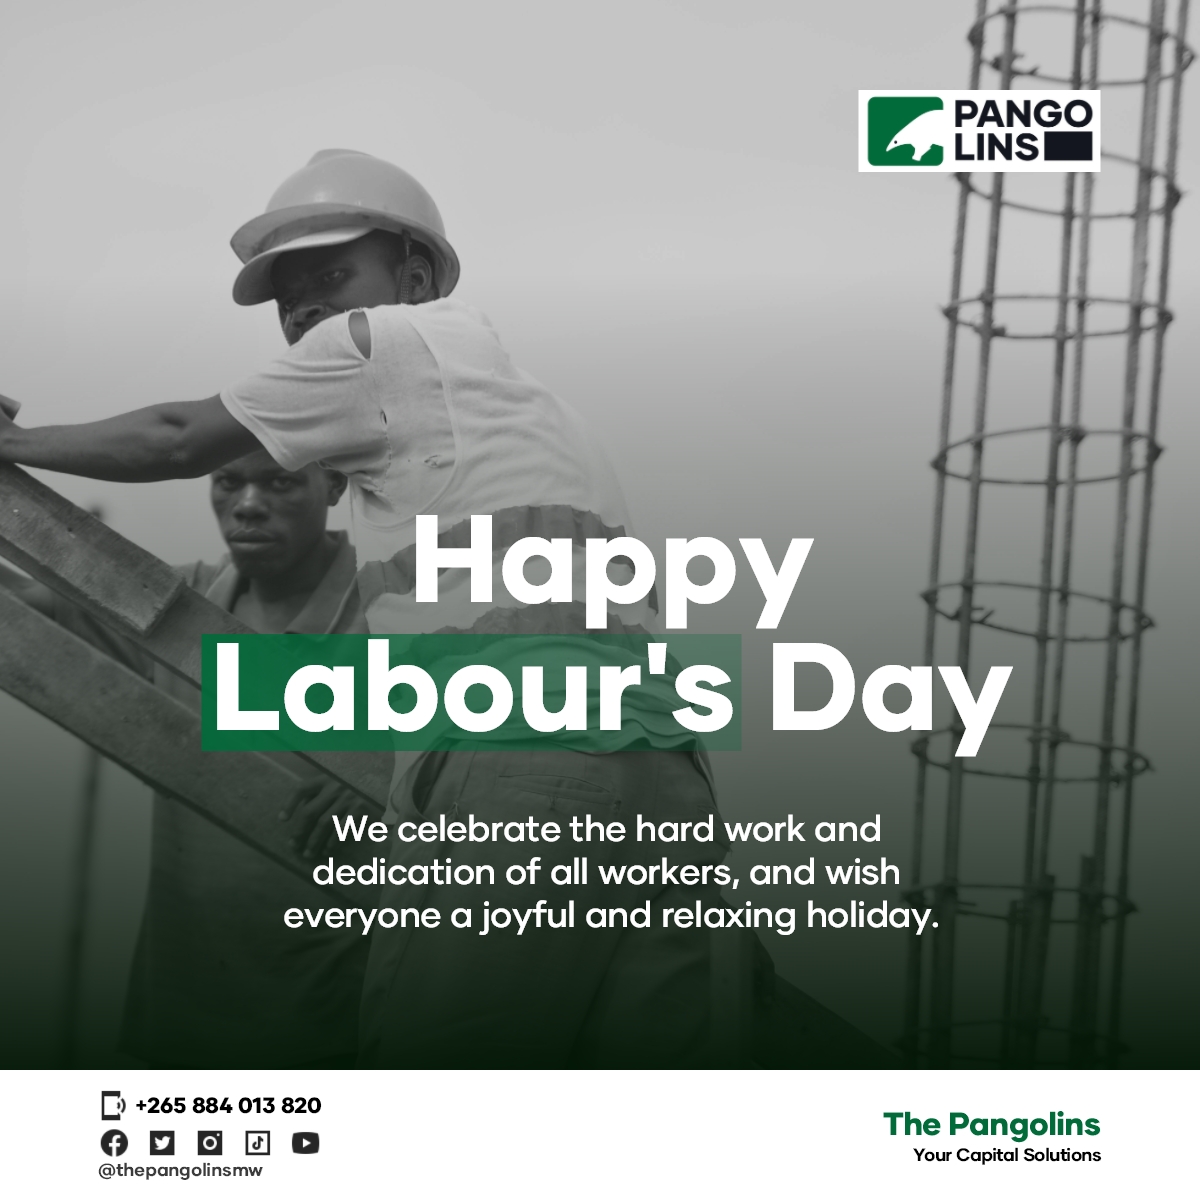 PANGO
LINS
Happy
Labour's Day
We celebrate the hard work and
dedication of all workers, and wish
everyone a joyful and relaxing holiday.
+265 884 013 820
@thepangolinsmw
The Pangolins
Your Capital Solutions